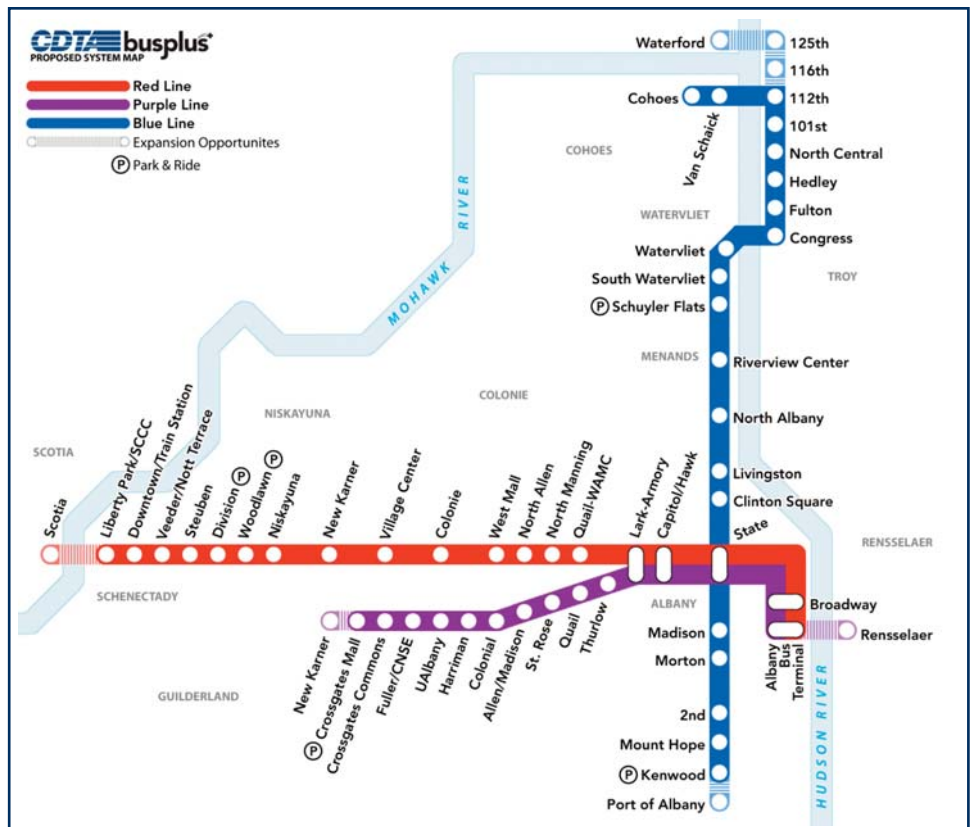 CDTA busplus+
PROPOSED SYSTEM MAP
Red Line
Purple Line
Blue Line
Expansion Opportunites
P Park & Ride
Waterford
125th
116th
Cohoes
Van Schaick
112th
101st
North Central
Hedley
Fulton
Congress
COHOES
WATERVLIET
TROY
MOHAWK RIVER
Watervliet
South Watervliet
P Schuyler Flats
MENANDS
Riverview Center
North Albany
Livingston
Clinton Square
State
COLONIE
NISKAYUNA
SCOTIA
RENSSELAER
Scotia
Liberty Park/SCCC
Downtown/Train Station
Veeder/Nott Terrace
Steuben
Division P
Woodlawn P
Niskayuna
New Karner
Village Center
Colonie
West Mall
North Allen
North Manning
Quail-WAMC
Lark-Armory
Capitol/Hawk
SCHENECTADY
ALBANY
Broadway
Rensselaer
Albany
Bus
Terminal
New Karner
P Crossgates Mall
Crossgates Commons
Fuller/CNSE
UAlbany
Harriman
Colonial
Allen/Madison
St. Rose
Quail
Thurlow
GUILDERLAND
Madison
Morton
2nd
Mount Hope
P Kenwood
Port of Albany
HUDSON RIVER